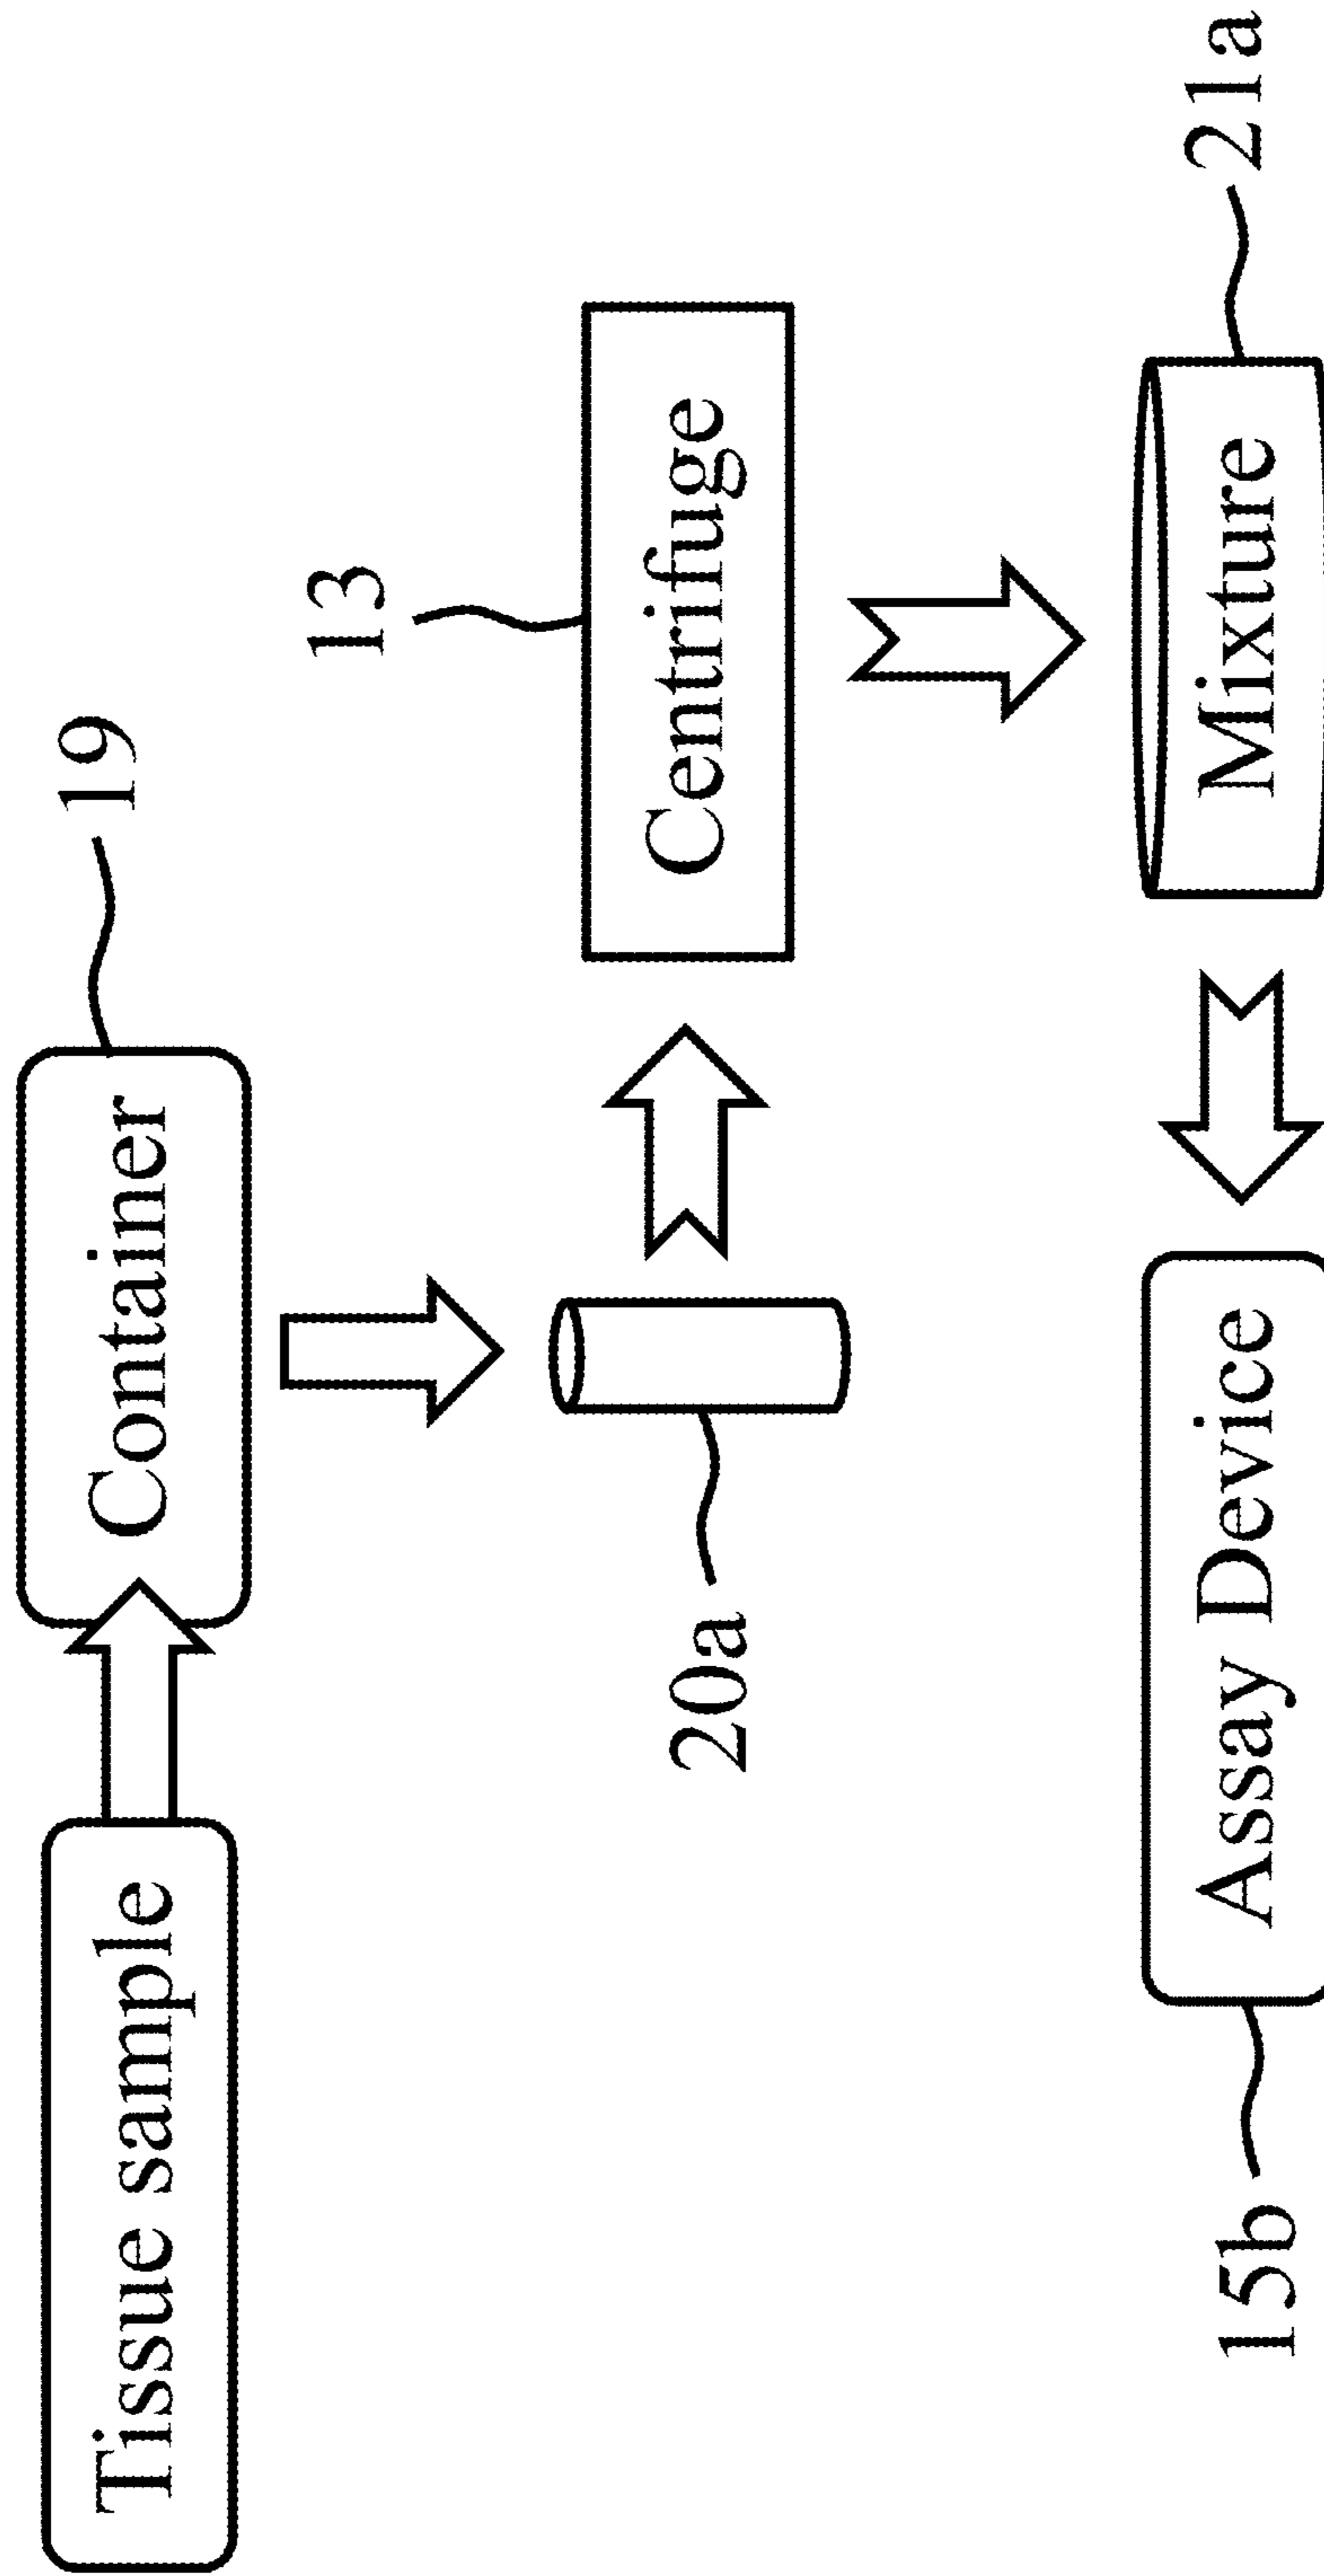 Tissue sample
Container
19
20a
13
Centrifuge
15b
Assay Device
Mixture
21a